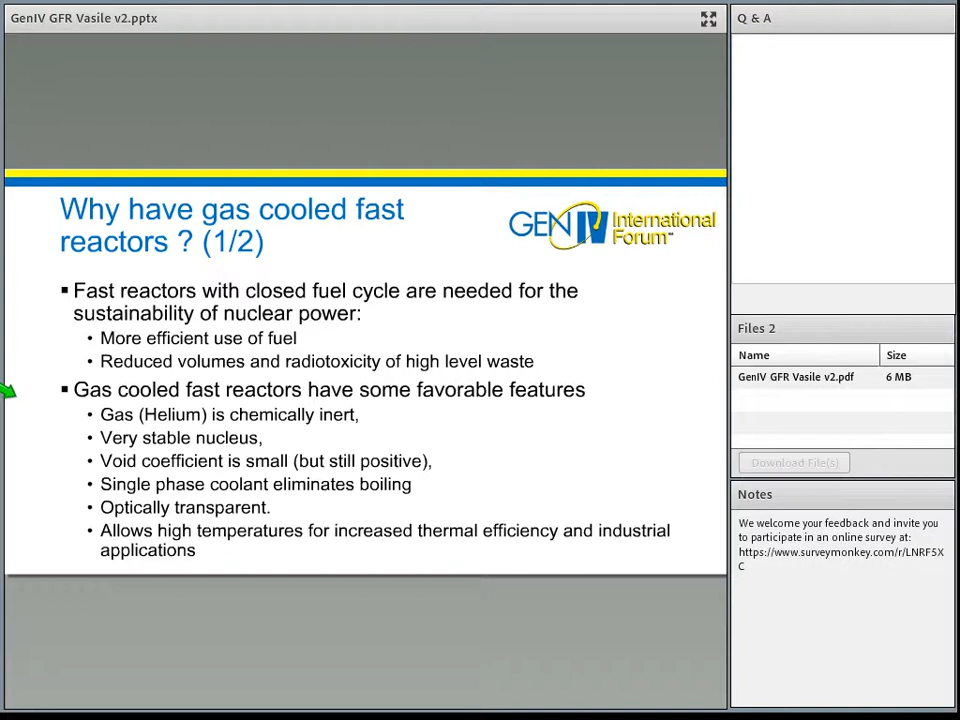 GenIV GFR Vasile v2.pptx
Why have gas cooled fast
reactors ? (1/2)
GENIV International
Forum™
▪ Fast reactors with closed fuel cycle are needed for the
sustainability of nuclear power:
• More efficient use of fuel
• Reduced volumes and radiotoxicity of high level waste
▪ Gas cooled fast reactors have some favorable features
• Gas (Helium) is chemically inert,
• Very stable nucleus,
• Void coefficient is small (but still positive),
• Single phase coolant eliminates boiling
• Optically transparent.
• Allows high temperatures for increased thermal efficiency and industrial
applications
Q & A
Files 2
Name Size
GenIV GFR Vasile v2.pdf 6 MB
Download File(s)
Notes
We welcome your feedback and invite you
to participate in an online survey at:
https://www.surveymonkey.com/r/LNRF5X
C